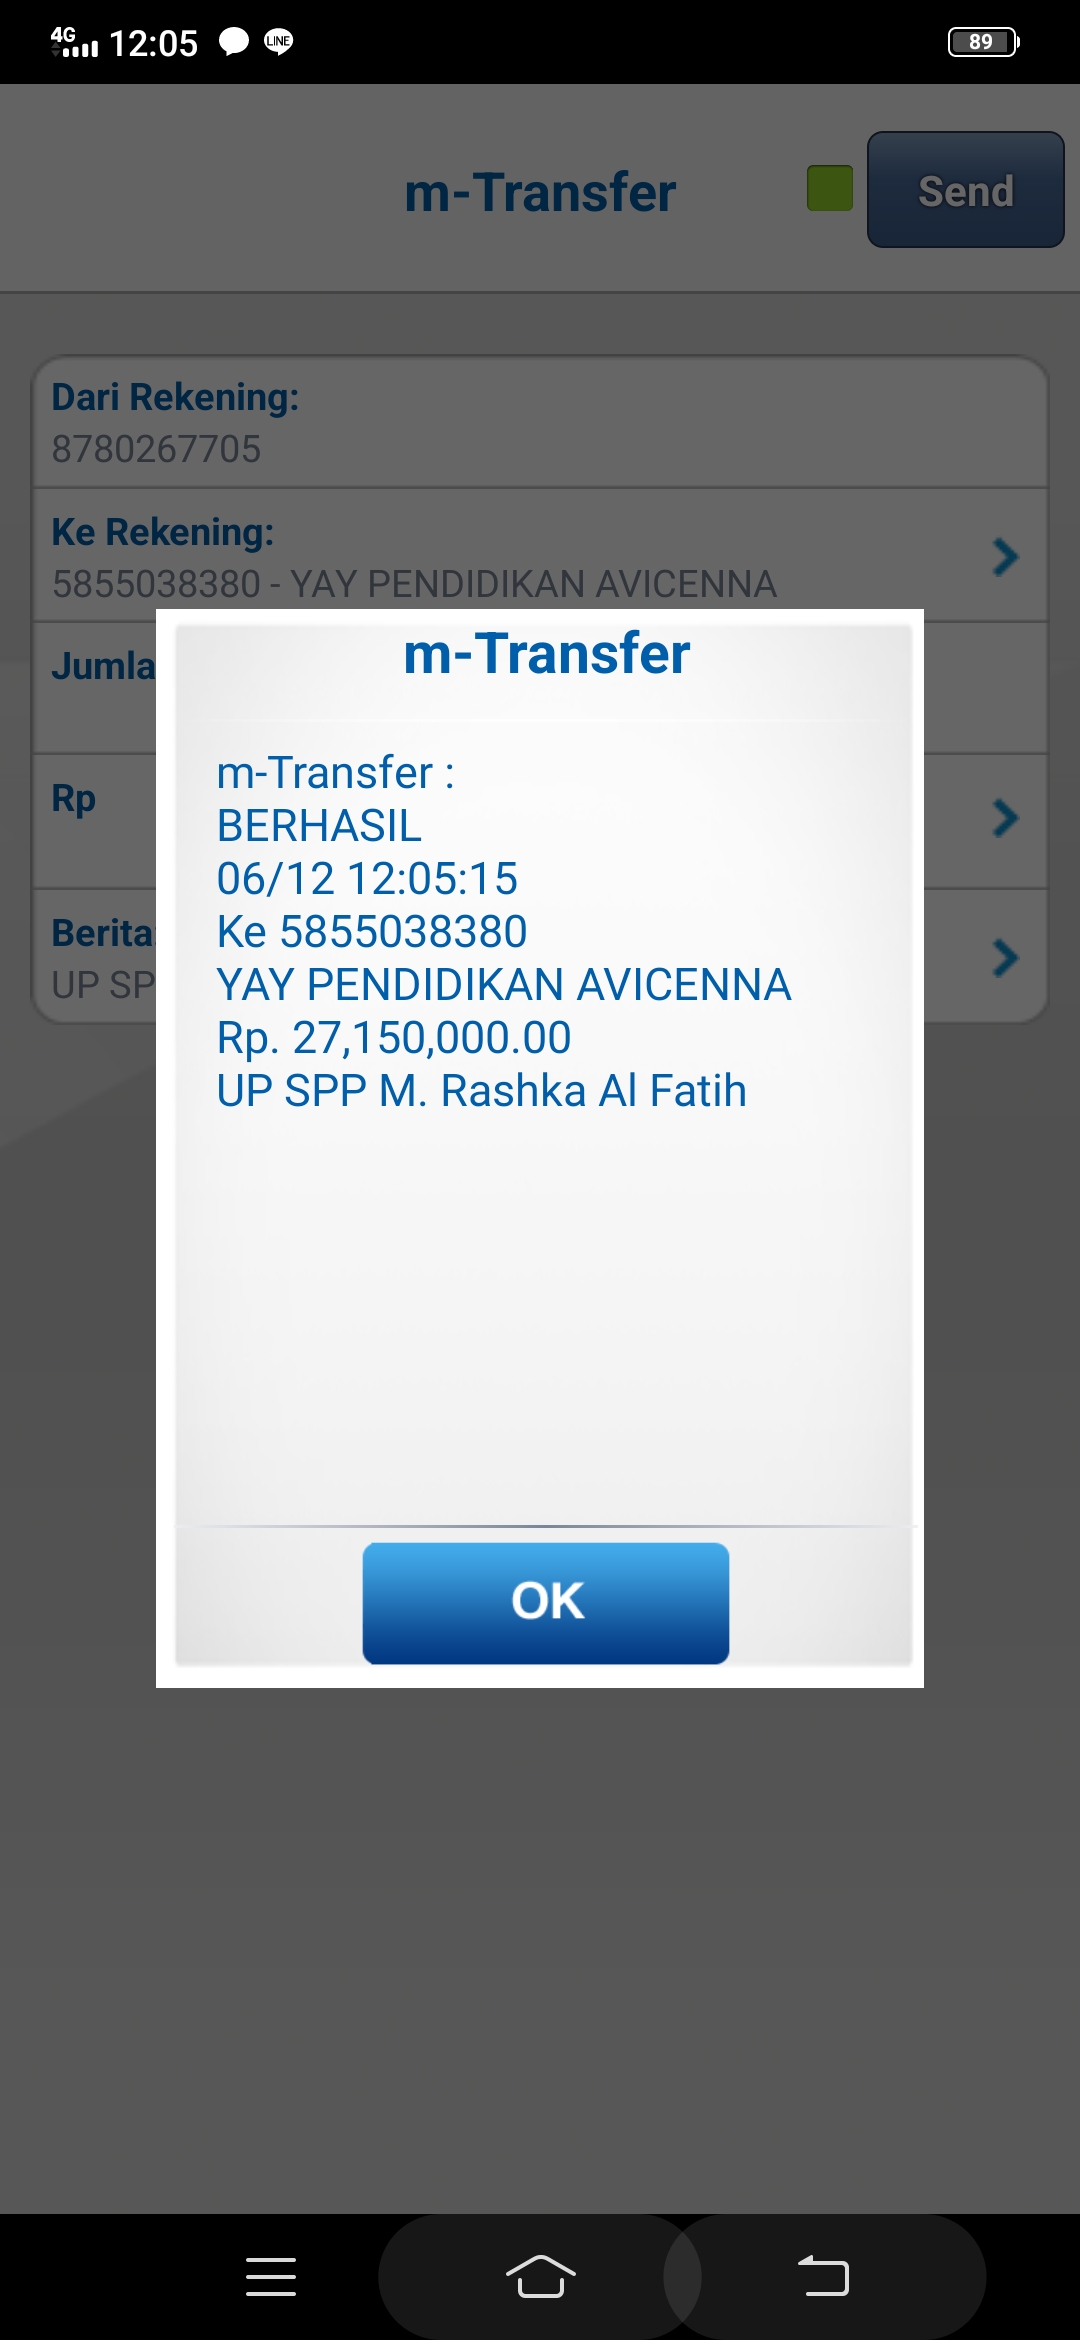 4G 12:05 LINE 89
m-Transfer Send
Dari Rekening:
8780267705
Ke Rekening:
5855038380 - YAY PENDIDIKAN AVICENNA
Jumla
Rp
Berita
UP SP
m-Transfer
m-Transfer :
BERHASIL
06/12 12:05:15
Ke 5855038380
YAY PENDIDIKAN AVICENNA
Rp. 27,150,000.00
UP SPP M. Rashka Al Fatih
OK